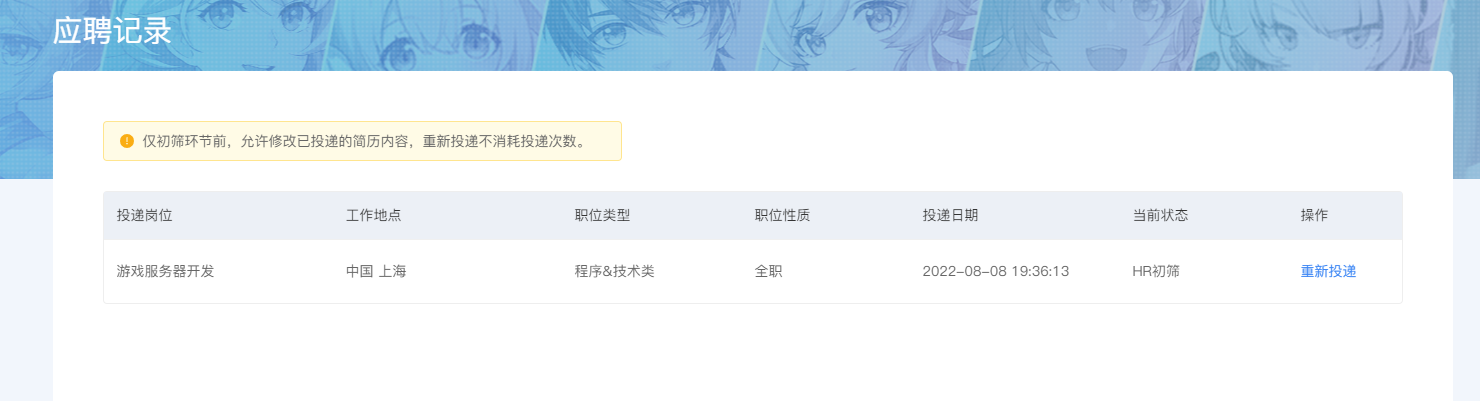 应聘记录
仅初筛环节前，允许修改已投递的简历内容，重新投递不消耗投递次数。
投递岗位 工作地点 职位类型 职位性质 投递日期 当前状态 操作
游戏服务器开发 中国 上海 程序&技术类 全职 2022-08-08 19:36:13 HR初筛 重新投递